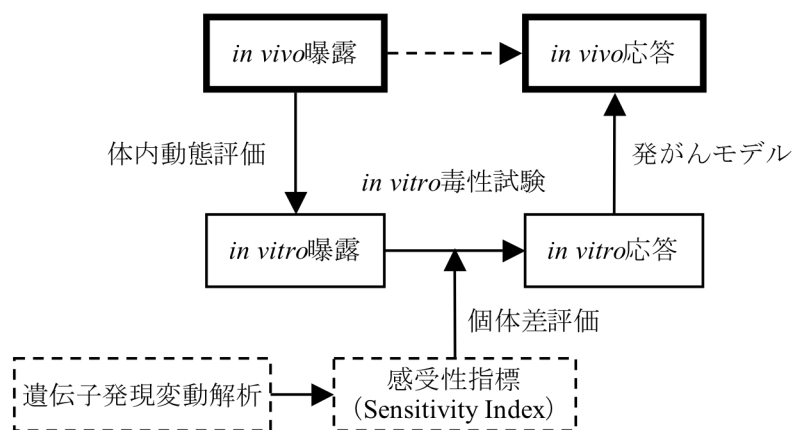 in vivo曝露
in vivo応答
体内動態評価
発がんモデル
in vitro毒性試験
in vitro曝露
in vitro応答
個体差評価
遺伝子発現変動解析
感受性指標
（Sensitivity Index）